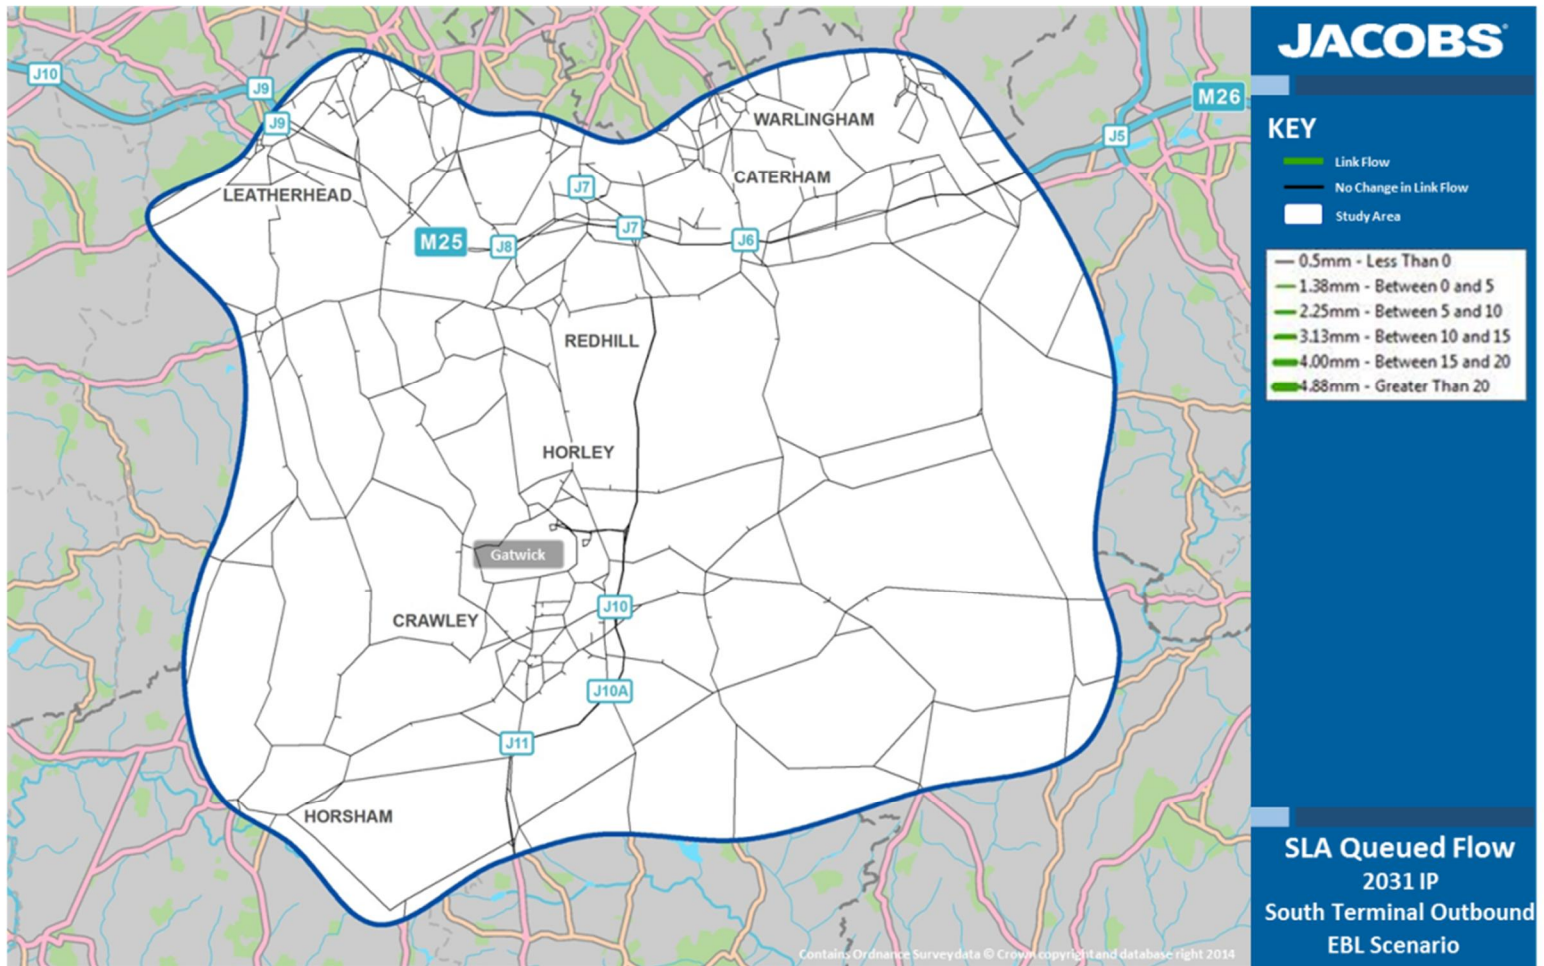 JACOBS
KEY
Link Flow
No Change in Link Flow
Study Area
0.5mm - Less Than 0
1.38mm - Between 0 and 5
2.25mm - Between 5 and 10
3.13mm - Between 10 and 15
4.00mm - Between 15 and 20
4.88mm - Greater Than 20
J10
J9
J9
M26
J5
WARLINGHAM
CATERHAM
LEATHERHEAD
J7
J7
M25
J8
J6
REDHILL
HORLEY
Gatwick
J10
CRAWLEY
J10A
J11
HORSHAM
SLA Queued Flow
2031 IP
South Terminal Outbound
EBL Scenario
Contains Ordnance Survey data © Crown copyright and database right 2014